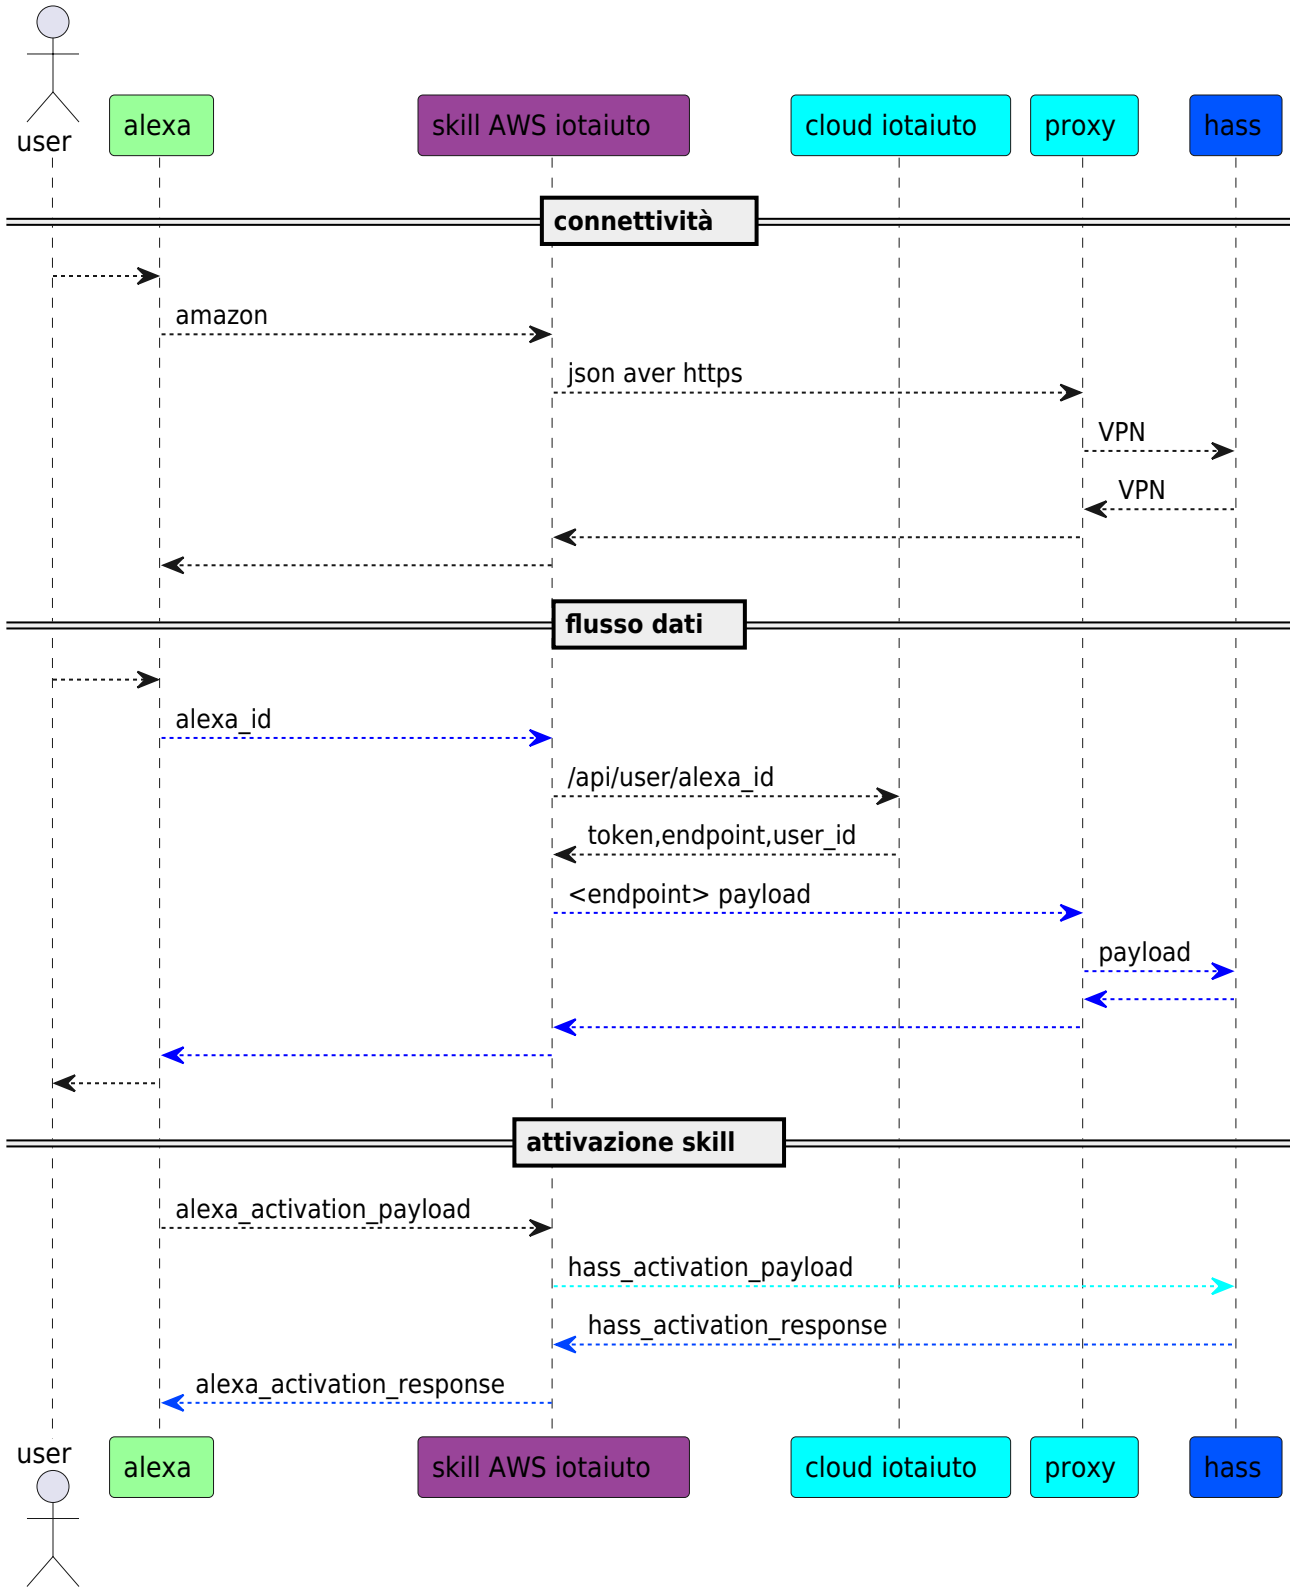 user
alexa
skill AWS iotaiuto
cloud iotaiuto
proxy
hass
connettività
amazon
json aver https
VPN
VPN
flusso dati
alexa_id
/api/user/alexa_id
token,endpoint,user_id
<endpoint> payload
payload
attivazione skill
alexa_activation_payload
hass_activation_payload
hass_activation_response
alexa_activation_response
user
alexa
skill AWS iotaiuto
cloud iotaiuto
proxy
hass